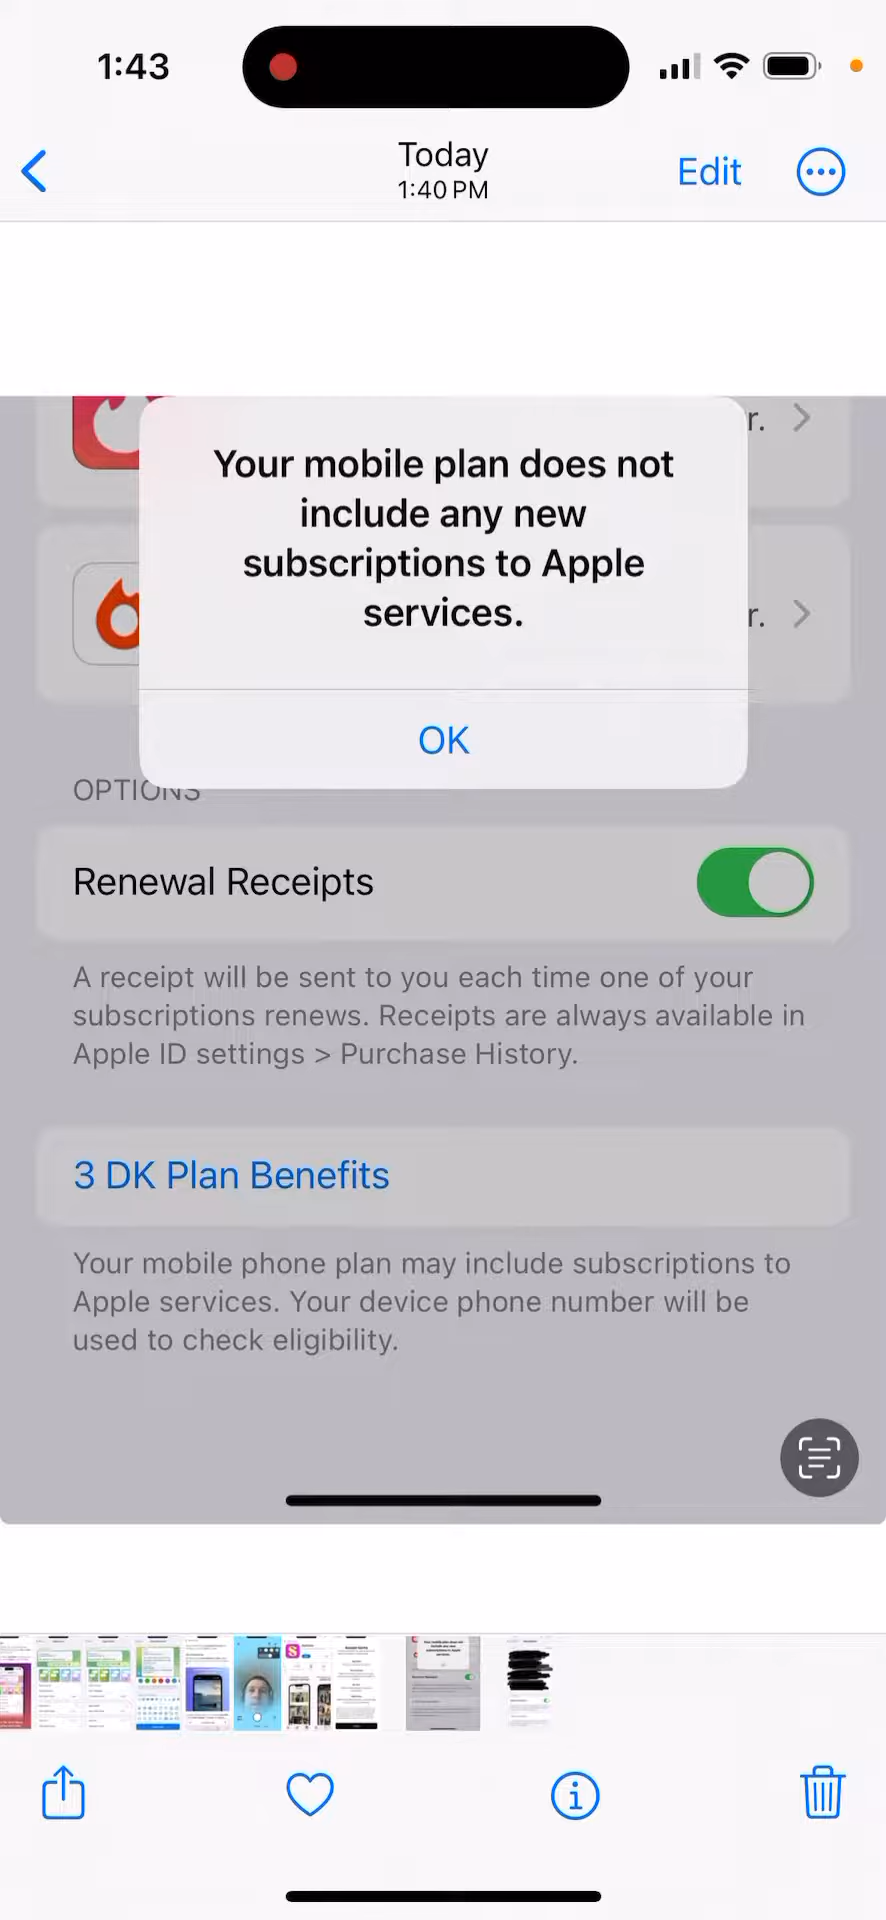 1:43
Today
1:40 PM
Edit
r.
Your mobile plan does not
include any new
subscriptions to Apple
services.
r.
OK
OPTIONS
Renewal Receipts
A receipt will be sent to you each time one of your
subscriptions renews. Receipts are always available in
Apple ID settings > Purchase History.
3 DK Plan Benefits
Your mobile phone plan may include subscriptions to
Apple services. Your device phone number will be
used to check eligibility.